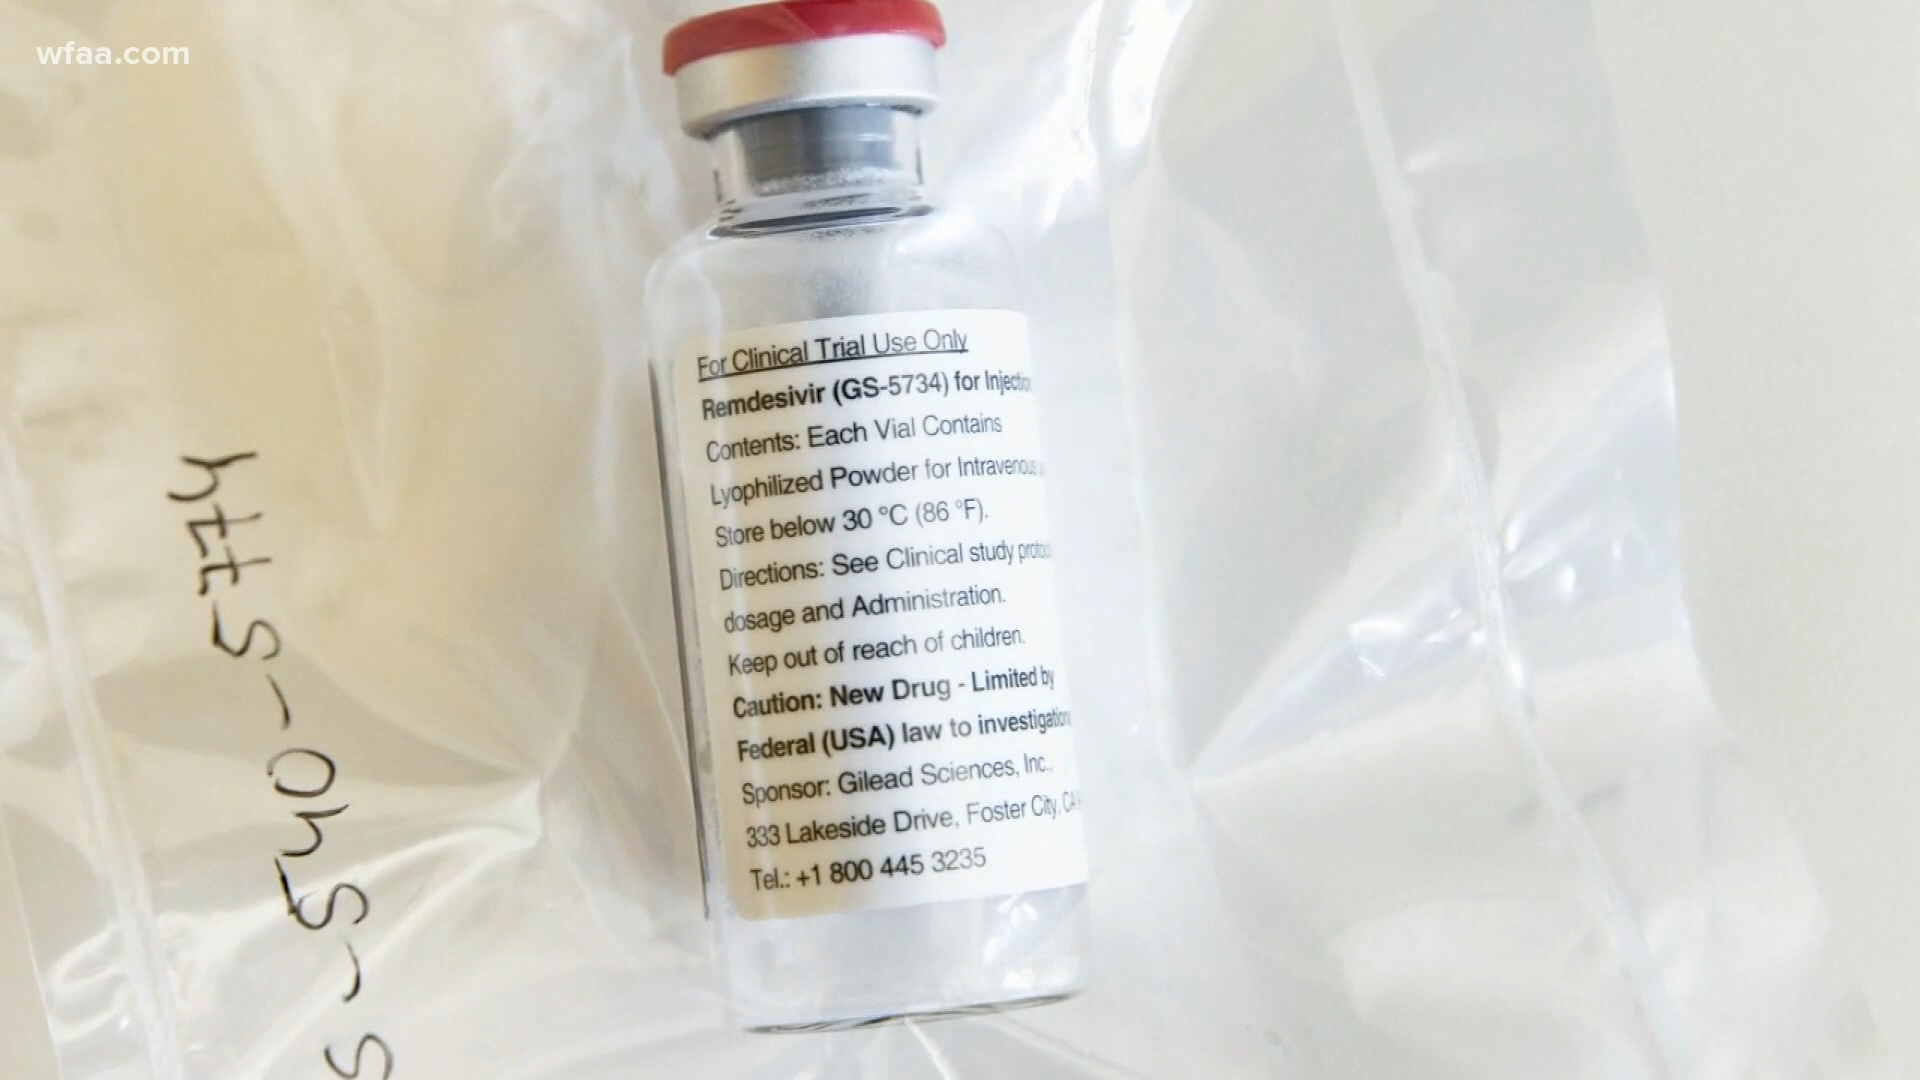 wfaa.com
For Clinical Trial Use Only
Remdesivir (GS-5734) for Injection
Contents: Each Vial Contains
Lyophilized Powder for Intravenous
Store below 30 °C (86 °F).
Directions: See Clinical study
dosage and Administration.
Keep out of reach of children.
Caution: New Drug - Limited by
Federal (USA) law to
Sponsor: Gilead Sciences, Inc.,
333 Lakeside Drive, Foster City, CA
Tel.: +1 800 445 3235
S-540-5774